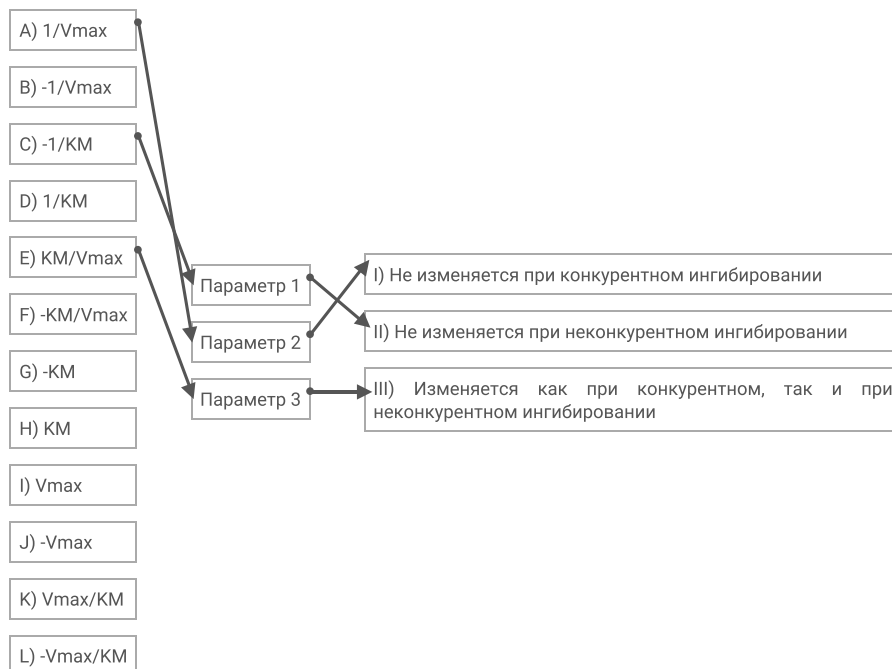 A) 1/Vmax
B) -1/Vmax
C) -1/KM
D) 1/KM
E) KM/Vmax
F) -KM/Vmax
G) -KM
H) KM
I) Vmax
J) -Vmax
K) Vmax/KM
L) -Vmax/KM
Параметр 1
Параметр 2
Параметр 3
I) Не изменяется при конкурентном ингибировании
II) Не изменяется при неконкурентном ингибировании
III) Изменяется как при конкурентном, так и при
неконкурентном ингибировании